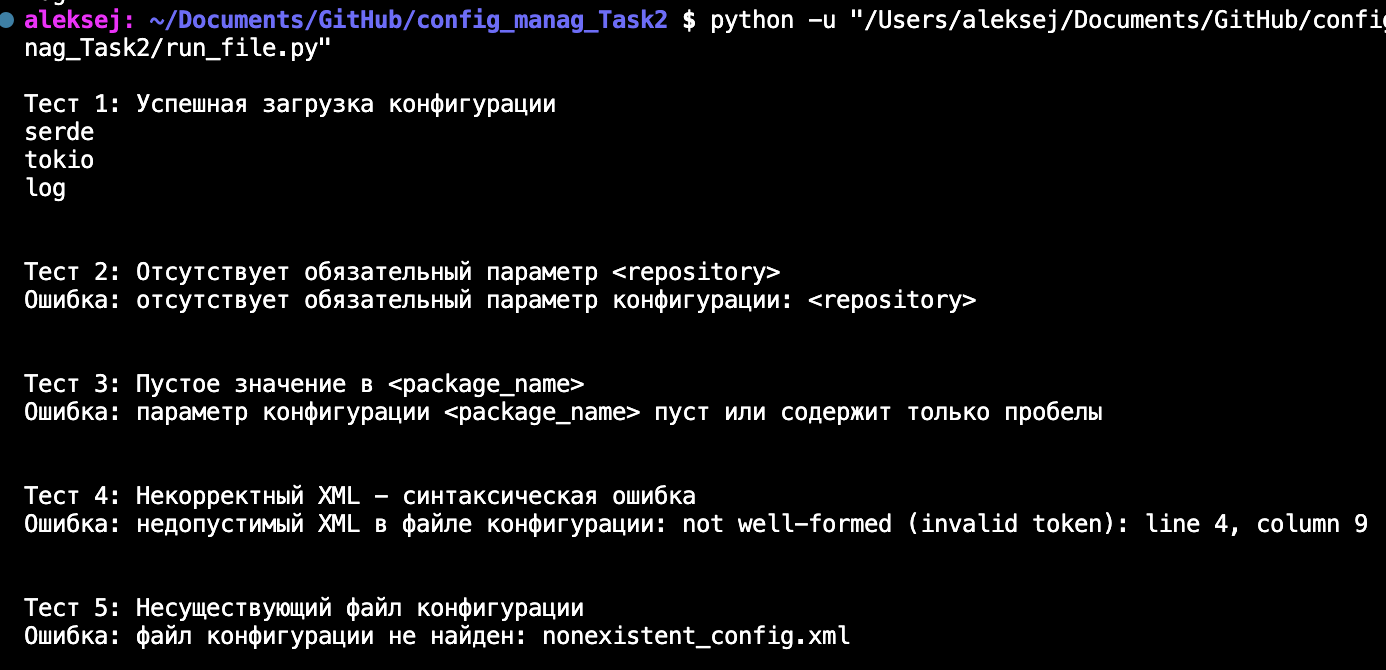 aleksej: ~/Documents/GitHub/config_manag_Task2 $ python -u "/Users/aleksej/Documents/GitHub/config
nag_Task2/run_file.py"
Тест 1: Успешная загрузка конфигурации
serde
tokio
log
Тест 2: Отсутствует обязательный параметр <repository>
Ошибка: отсутствует обязательный параметр конфигурации: <repository>
Тест 3: Пустое значение в <package_name>
Ошибка: параметр конфигурации <package_name> пуст или содержит только пробелы
Тест 4: Некорректный XML – синтаксическая ошибка
Ошибка: недопустимый XML в файле конфигурации: not well-formed (invalid token): line 4, column 9
Тест 5: Несуществующий файл конфигурации
Ошибка: файл конфигурации не найден: nonexistent_config.xml